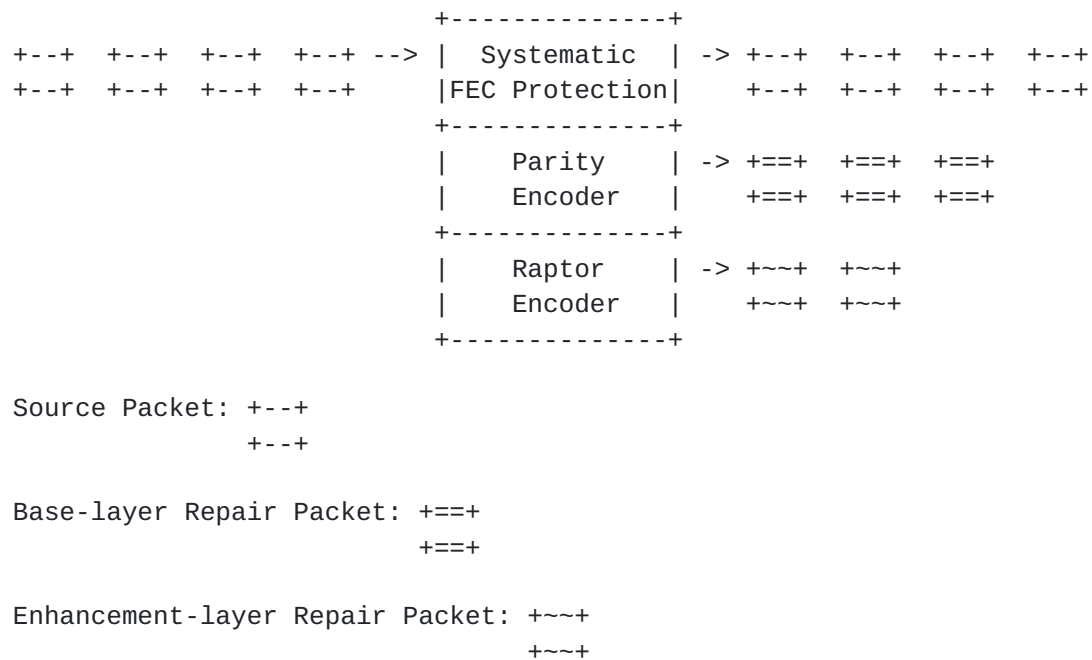 +--------------+
+--+  +--+  +--+  +--+ --> |  Systematic  | -> +--+  +--+  +--+  +--+
+--+  +--+  +--+  +--+     |FEC Protection|    +--+  +--+  +--+  +--+
                           +--------------+
                           |    Parity    | -> +==+  +==+  +==+
                           |    Encoder   |    +==+  +==+  +==+
                           +--------------+
                           |    Raptor    | -> +~~+  +~~+
                           |    Encoder   |    +~~+  +~~+
                           +--------------+
Source Packet: +--+
               +--+
Base-layer Repair Packet: +==+
                          +==+
Enhancement-layer Repair Packet: +~~+
                                 +~~+